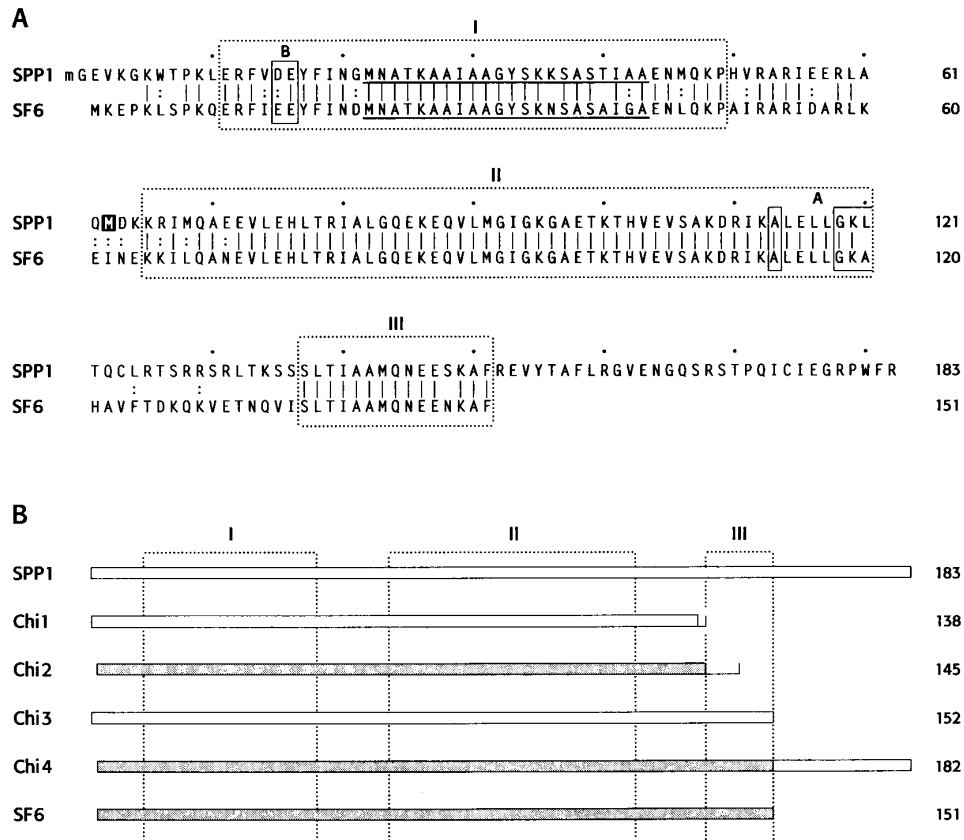 A
I
B
SPP1 mGEVKGKWTPKLERFVDEYFINGMNATKAAIAAGYSKKSASTIAAENMQKPHVRARIEERLA 61
SF6 MKEPKLSPKQERFIEEYFINDMNATKAAIAAGYSKNSASAIGAENLQKPAIRARIDARLK 60
II
A
SPP1 QMDKKRIMQAEEVLEHLTRIALGQEKEQVLMGIGKGAETKTHVEVSAKDRIKALELLGKL 121
SF6 EINEKKILQANEVLEHLTRIALGQEKEQVLMGIGKGAETKTHVEVSAKDRIKALELLGKA 120
III
SPP1 TQCLRTSRRSRLTKSSSLTIAAMQNEESKAFREVYTAFLRGVENGQSRSTPQICIEGRPWFR 183
SF6 HAVFTDKQKVETNQVISLTIAAMQNEENKAF 151
B
I II III
SPP1 183
Chi1 138
Chi2 145
Chi3 152
Chi4 182
SF6 151